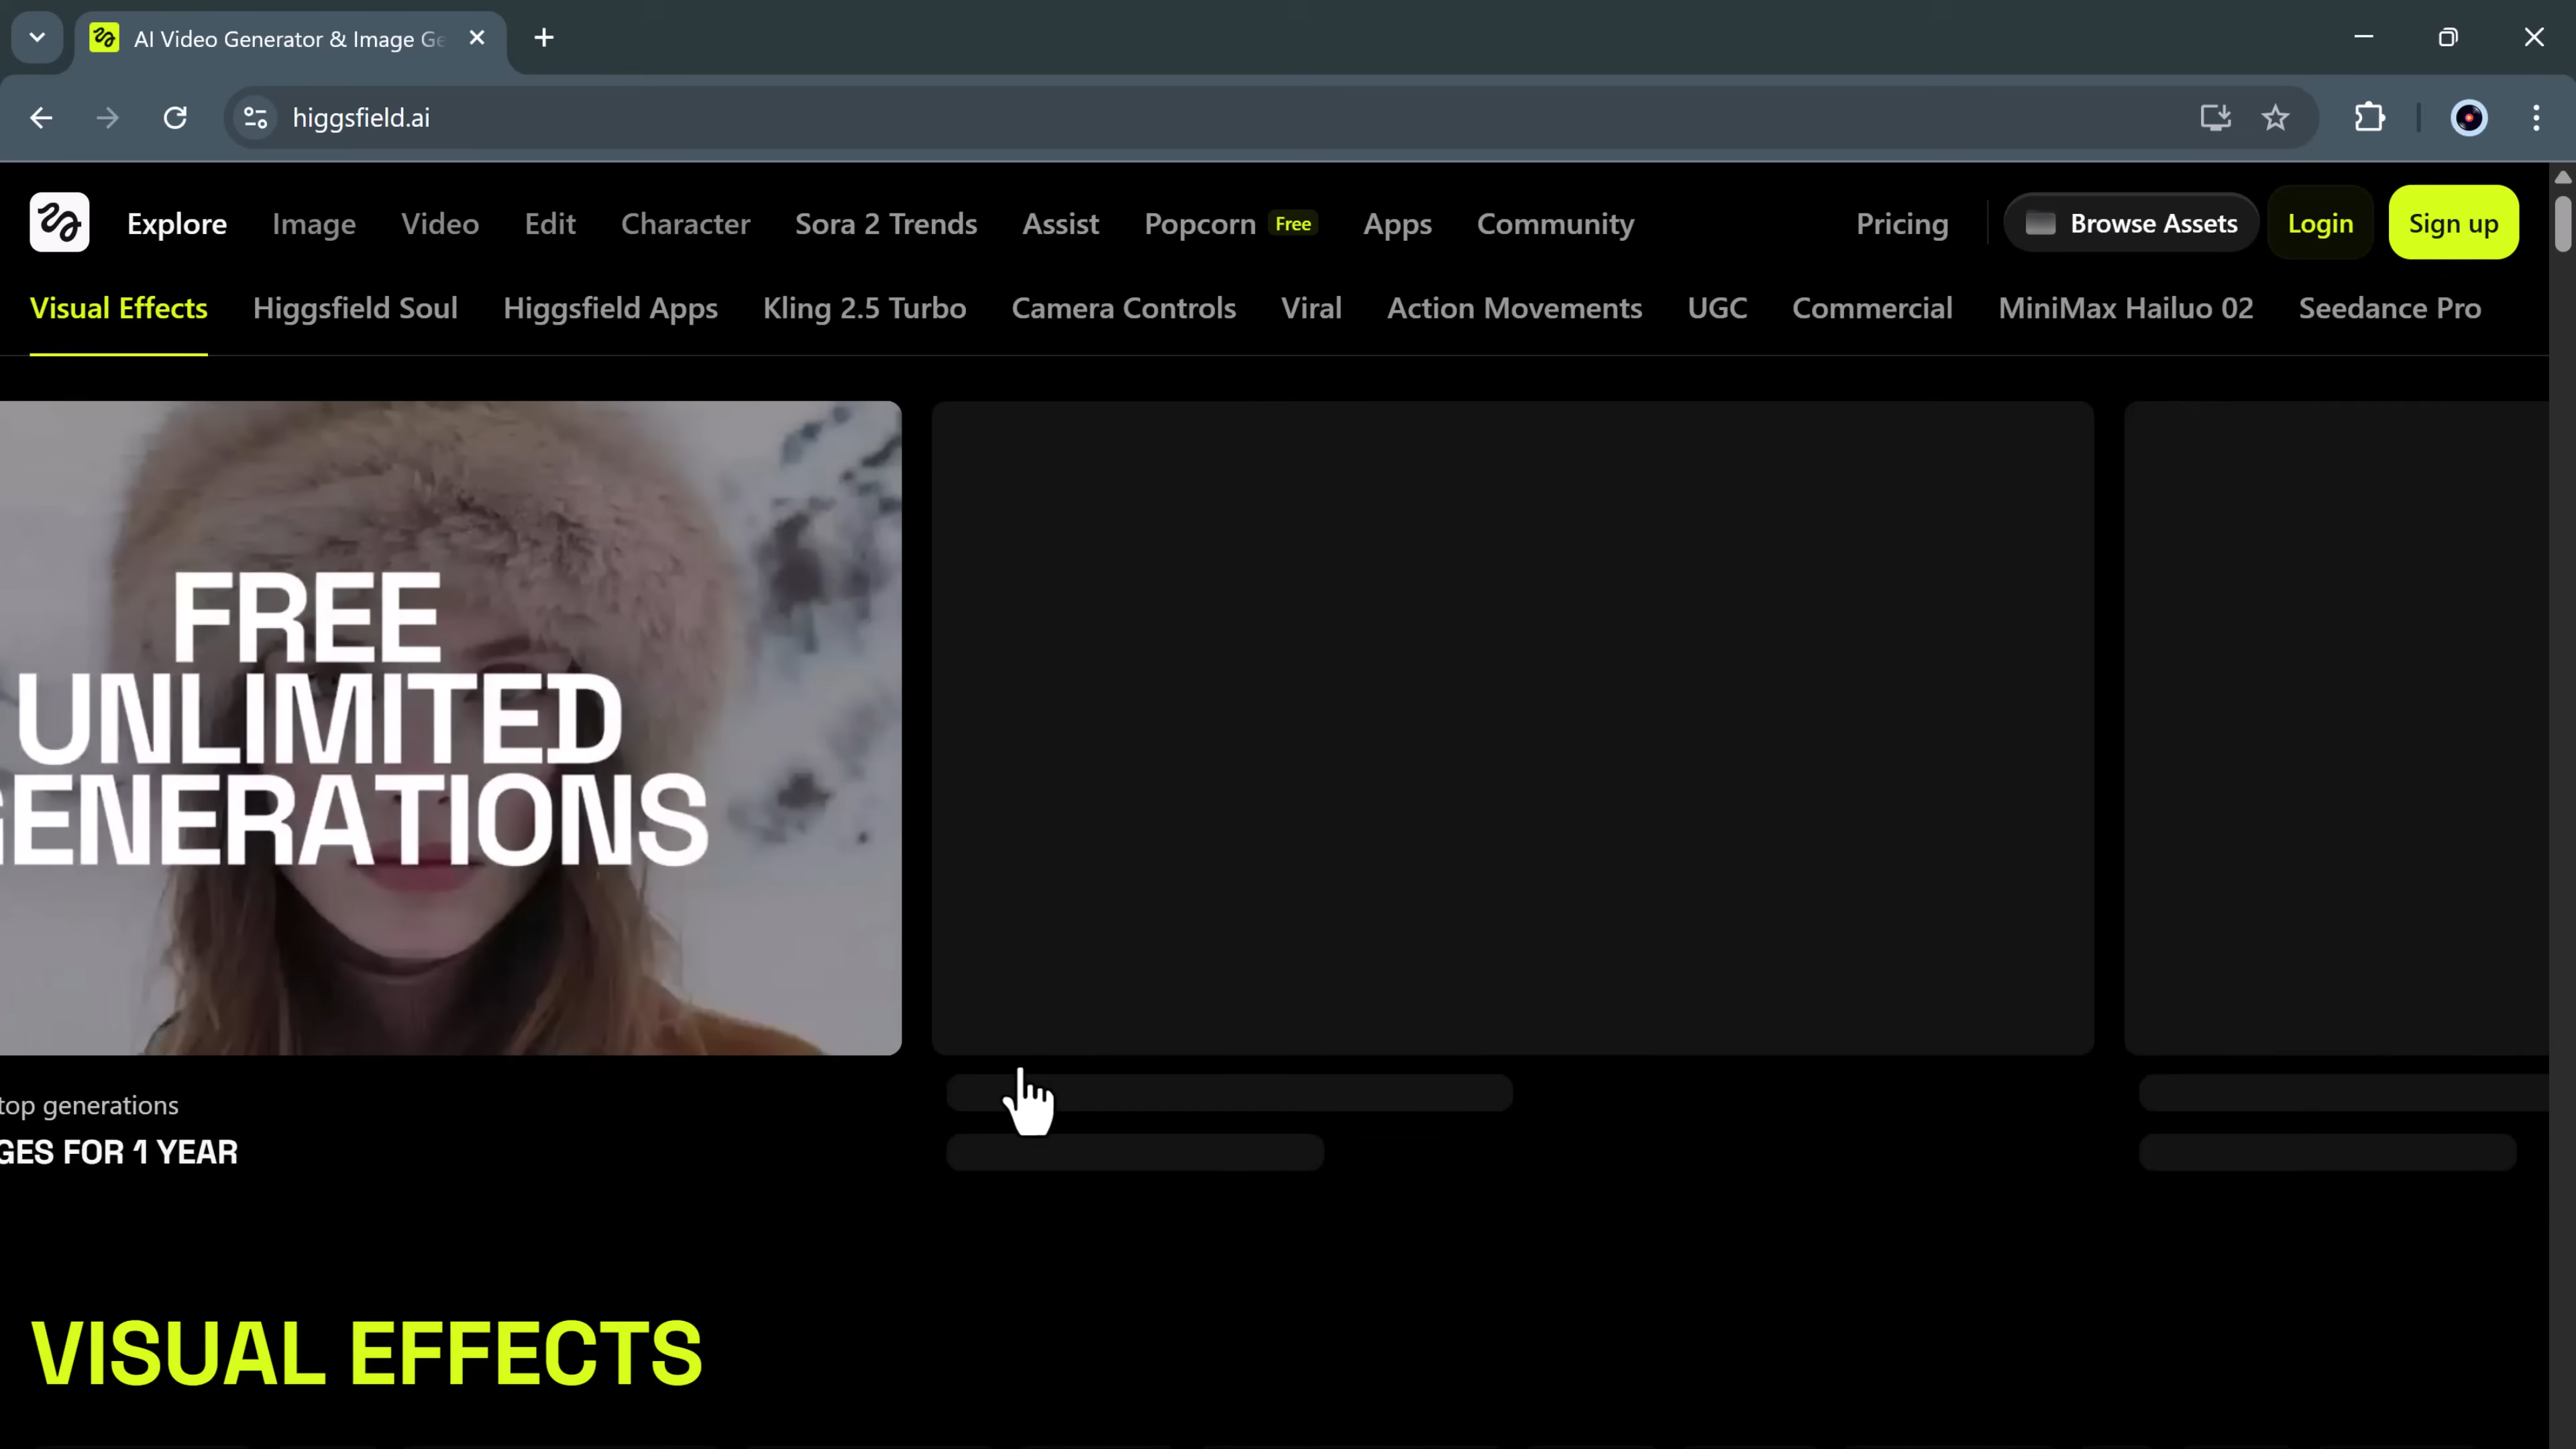 AI Video Generator & Image Ge
higgsfield.ai
Explore Image Video Edit Character Sora 2 Trends Assist Popcorn Free Apps Community Pricing Browse Assets Login Sign up
Visual Effects Higgsfield Soul Higgsfield Apps Kling 2.5 Turbo Camera Controls Viral Action Movements UGC Commercial MiniMax Hailuo 02 Seedance Pro
FREE
UNLIMITED
GENERATIONS
top generations
GES FOR 1 YEAR
VISUAL EFFECTS